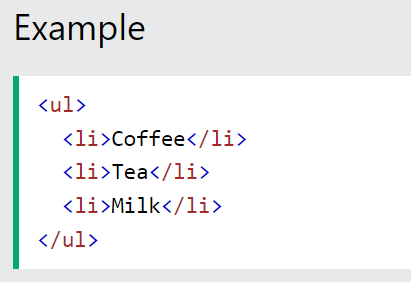 Example
<ul>
<li>Coffee</li>
<li>Tea</li>
<li>Milk</li>
</ul>